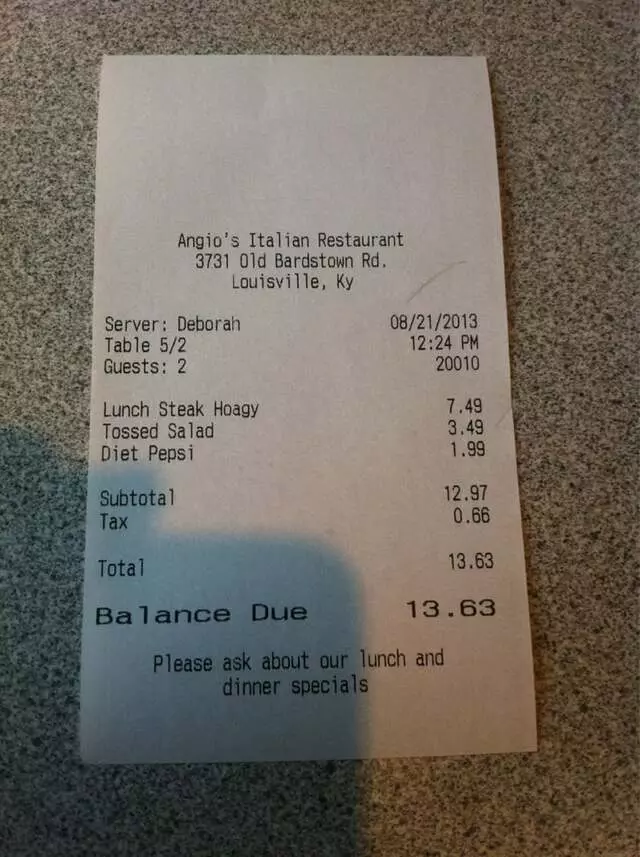 Angio's Italian Restaurant
3731 Old Bardstown Rd.
Louisville, Ky
Server: Deborah 08/21/2013
Table 5/2 12:24 PM
Guests: 2 20010
Lunch Steak Hoagy 7.49
Tossed Salad 3.49
Diet Pepsi 1.99
Subtotal 12.97
Tax 0.66
Total 13.63
Balance Due 13.63
Please ask about our lunch and
dinner specials